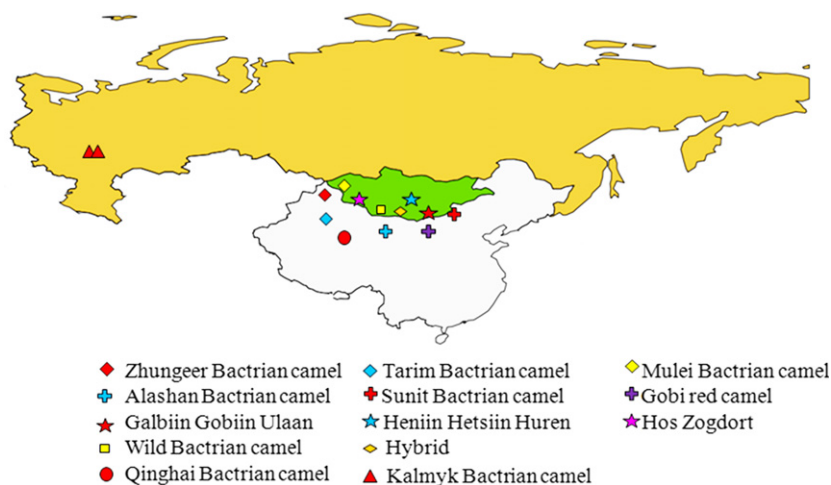 Zhungeer Bactrian camel Tarim Bactrian camel Mulei Bactrian camel
Alashan Bactrian camel Sunit Bactrian camel Gobi red camel
Galbiin Gobiin Ulaan Heniin Hetsiin Huren Hos Zogdort
Wild Bactrian camel Hybrid
Qinghai Bactrian camel Kalmyk Bactrian camel